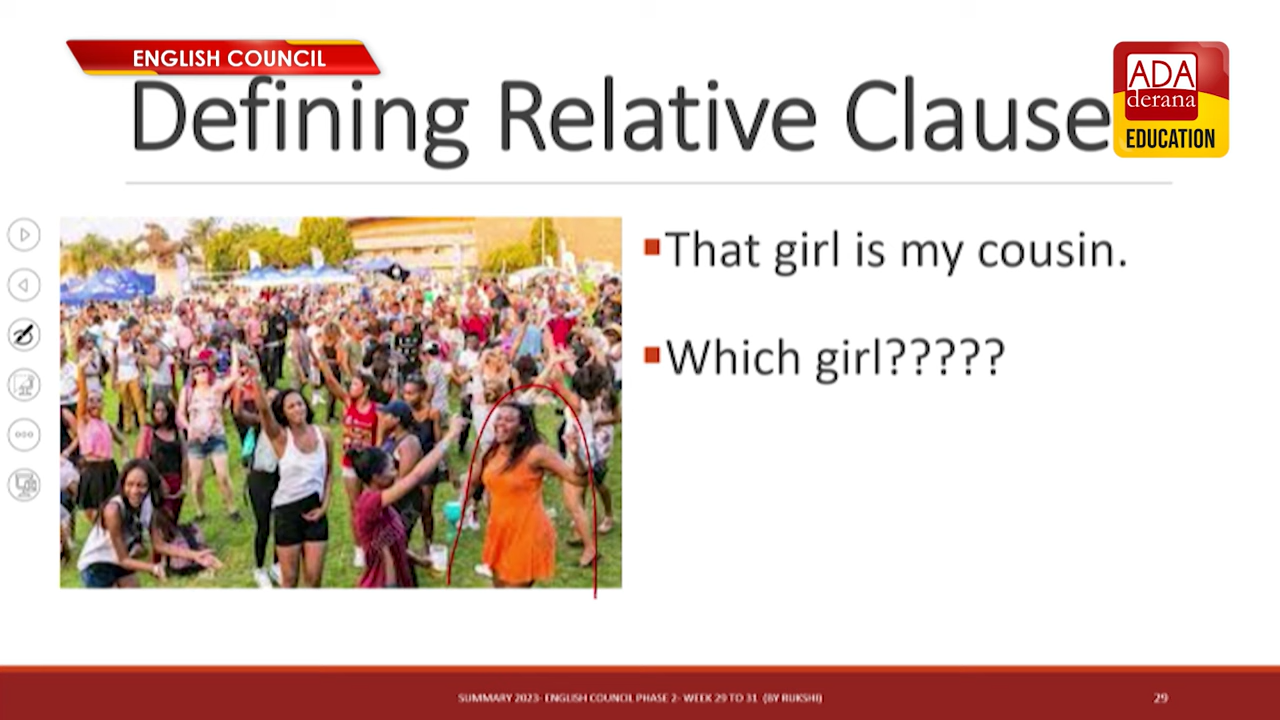 ENGLISH COUNCIL
ADA
derana
EDUCATION
Defining Relative Clause
That girl is my cousin.
Which girl?????
SUMMARY 2023- ENGLISH COUNCIL PHASE 2- WEEK 29 TO 31 (BY RUKSHI)
29